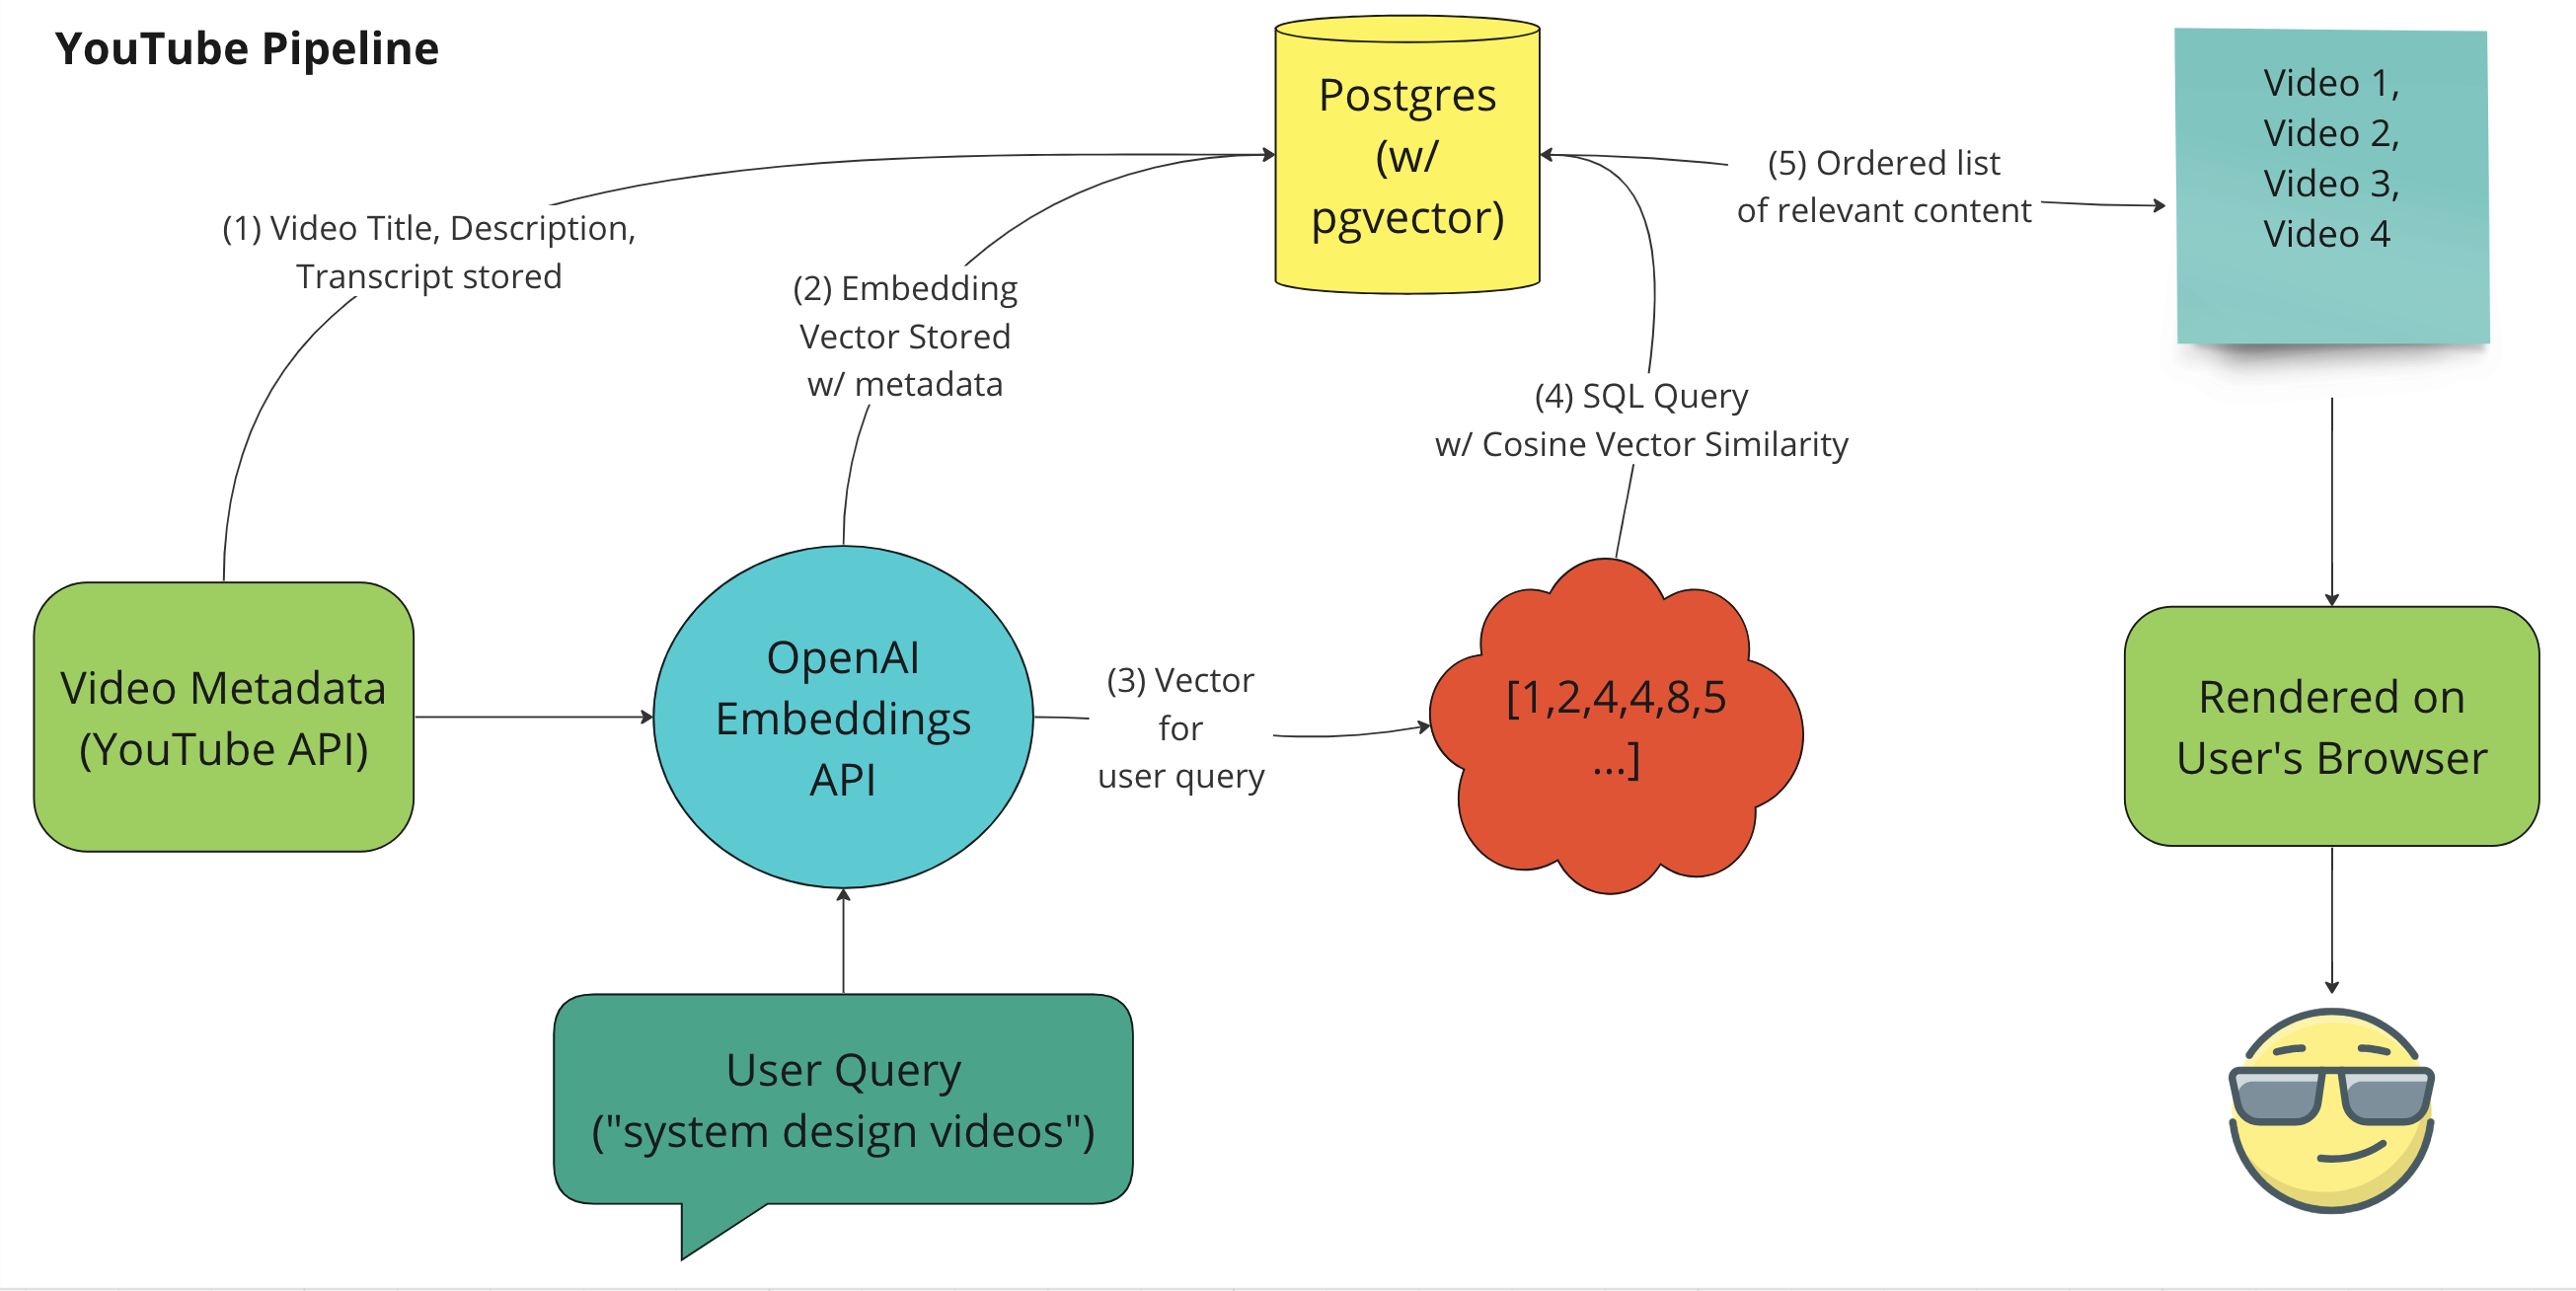 YouTube Pipeline
Postgres
(w/
pgvector)
Video 1,
Video 2,
Video 3,
Video 4
(5) Ordered list
of relevant content
(1) Video Title, Description,
Transcript stored
(2) Embedding
Vector Stored
w/ metadata
(4) SQL Query
w/ Cosine Vector Similarity
Video Metadata
(YouTube API)
OpenAI
Embeddings
API
(3) Vector
for
user query
[1,2,4,4,8,5
...]
Rendered on
User's Browser
User Query
("system design videos")